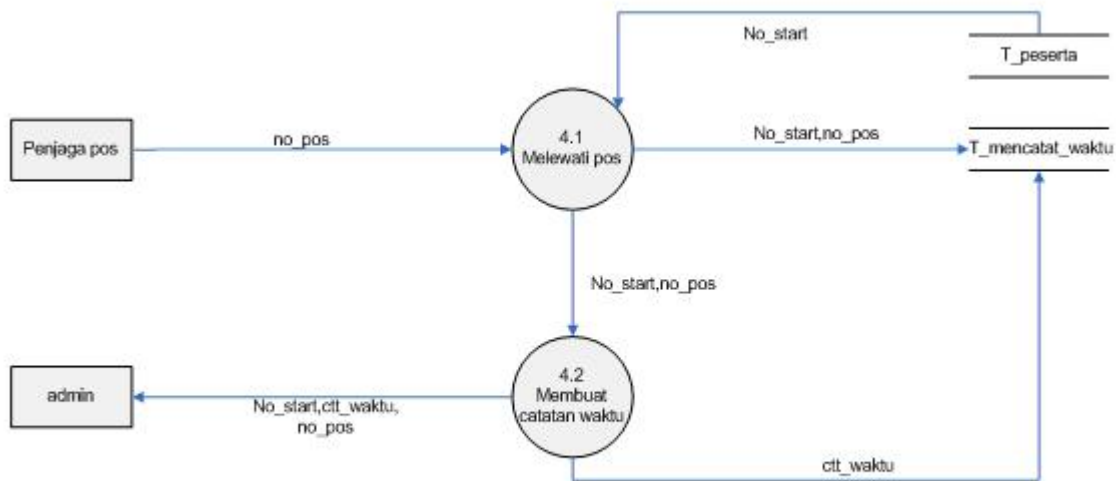 No_start
T_peserta
Penjaga pos
no_pos
4.1
Melewati pos
No_start,no_pos
T_mencatat_waktu
No_start,no_pos
admin
No_start,ctt_waktu,
no_pos
4.2
Membuat
catatan waktu
ctt_waktu